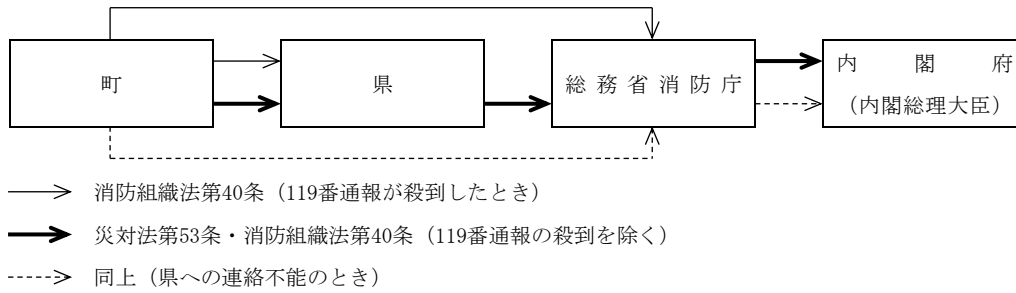 町
県
総務省消防庁
内閣府
（内閣総理大臣）
消防組織法第40条（119番通報が殺到したとき）
災対法第53条・消防組織法第40条（119番通報の殺到を除く）
同上（県への連絡不能のとき）